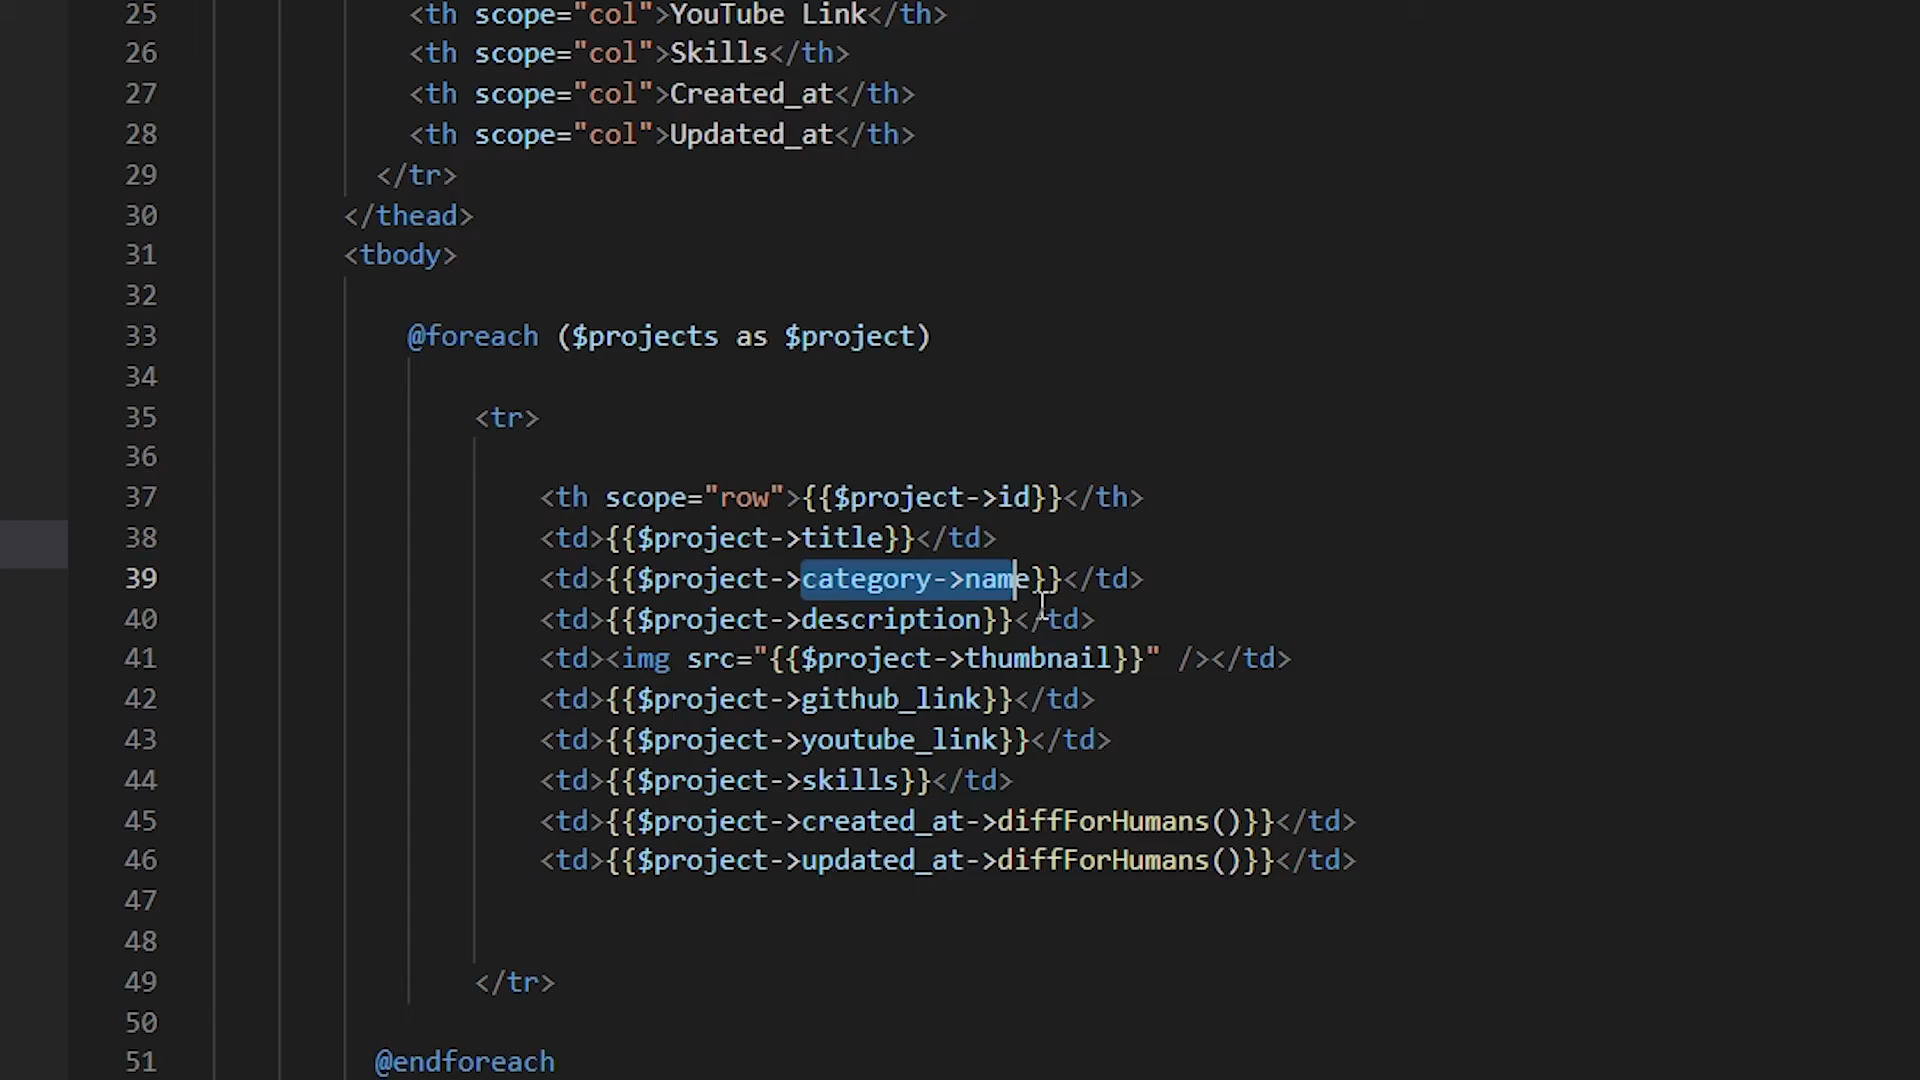 25 <th scope="col">YouTube Link</th>
26 <th scope="col">Skills</th>
27 <th scope="col">Created_at</th>
28 <th scope="col">Updated_at</th>
29 </tr>
30 </thead>
31 <tbody>
32
33 @foreach ($projects as $project)
34
35 <tr>
36
37 <th scope="row">{{$project->id}}</th>
38 <td>{{$project->title}}</td>
39 <td>{{$project->category->name}}</td>
40 <td>{{$project->description}}</td>
41 <td><img src="{{$project->thumbnail}}" /></td>
42 <td>{{$project->github_link}}</td>
43 <td>{{$project->youtube_link}}</td>
44 <td>{{$project->skills}}</td>
45 <td>{{$project->created_at->diffForHumans()}}</td>
46 <td>{{$project->updated_at->diffForHumans()}}</td>
47
48
49 </tr>
50
51 @endforeach